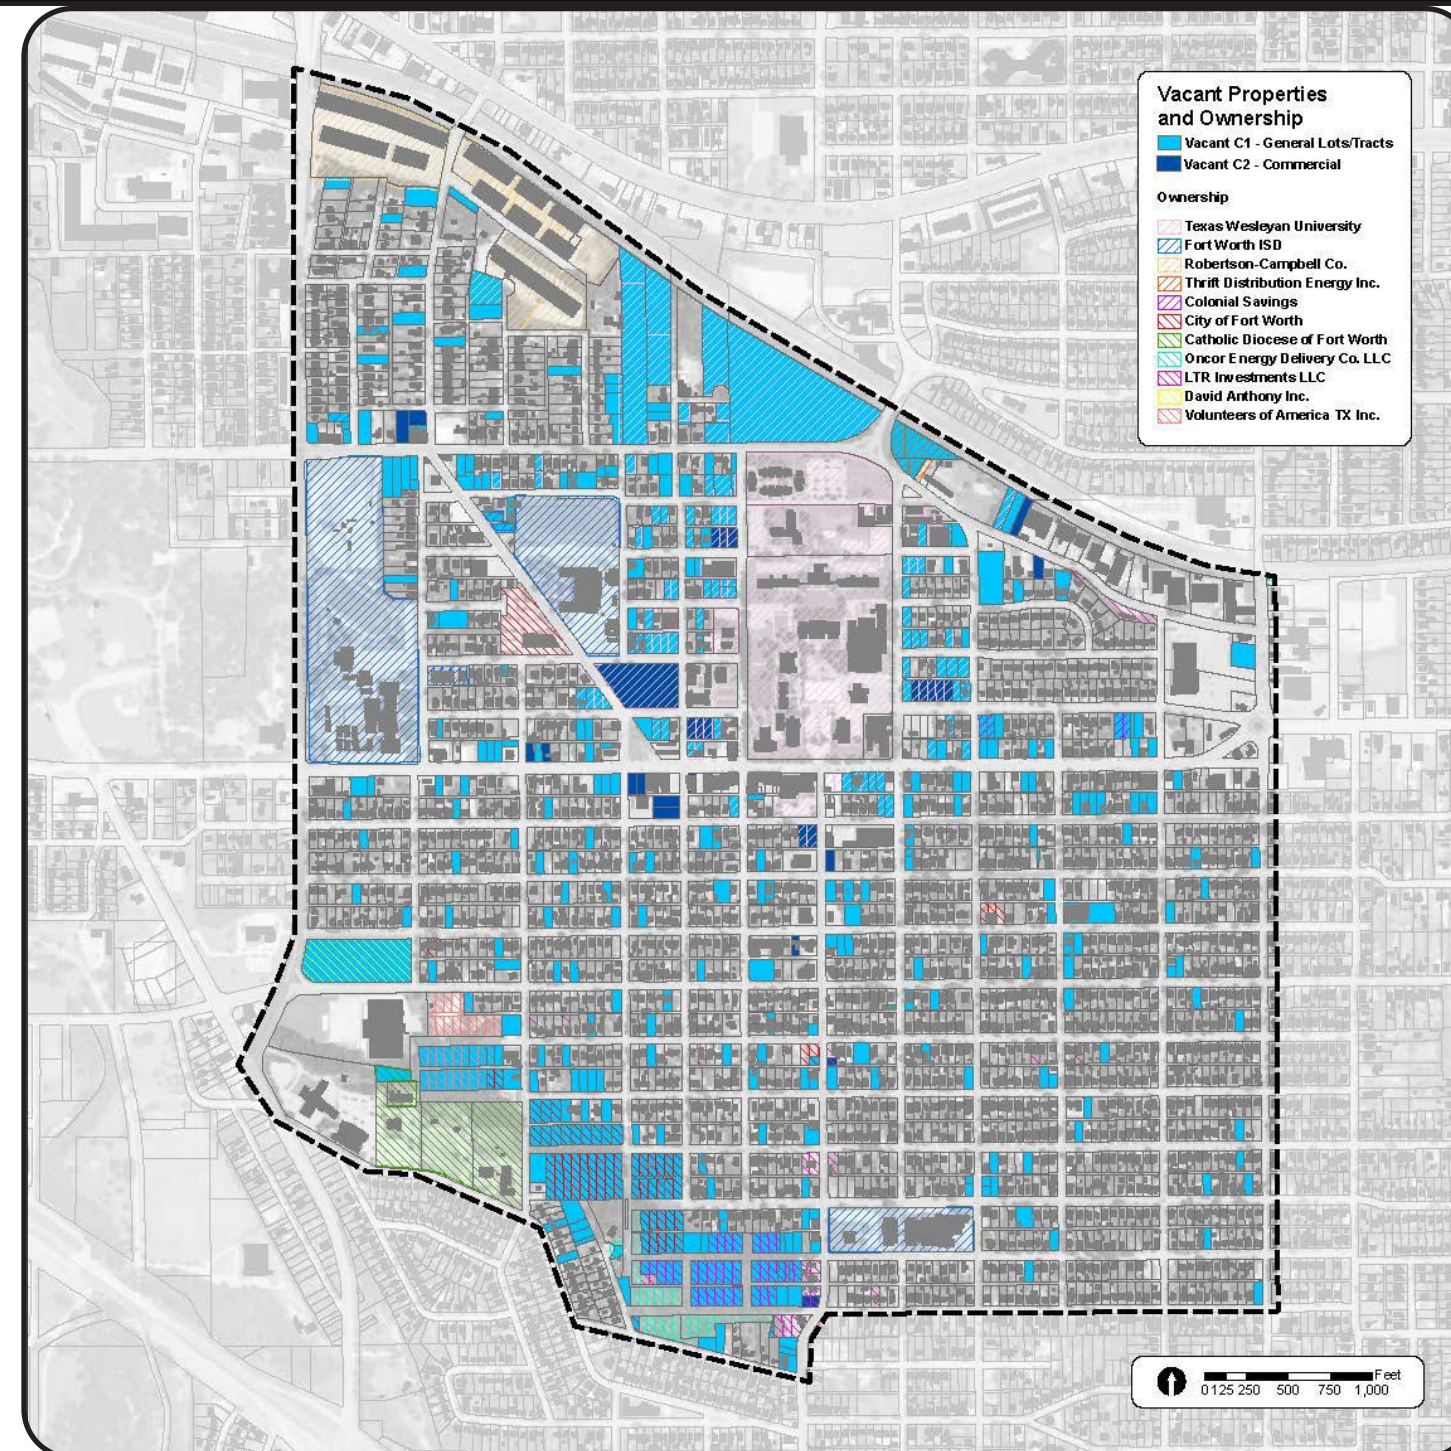 Vacant Properties
and Ownership
Vacant C1 - General Lots/Tracts
Vacant C2 - Commercial
Ownership
Texas Wesleyan University
Fort Worth ISD
Robertson-Campbell Co.
Thrift Distribution Energy Inc.
Colonial Savings
City of Fort Worth
Catholic Diocese of Fort Worth
Oncor Energy Delivery Co. LLC
LTR Investments LLC
David Anthony Inc.
Volunteers of America TX Inc.
Feet
0 125 250 500 750 1,000